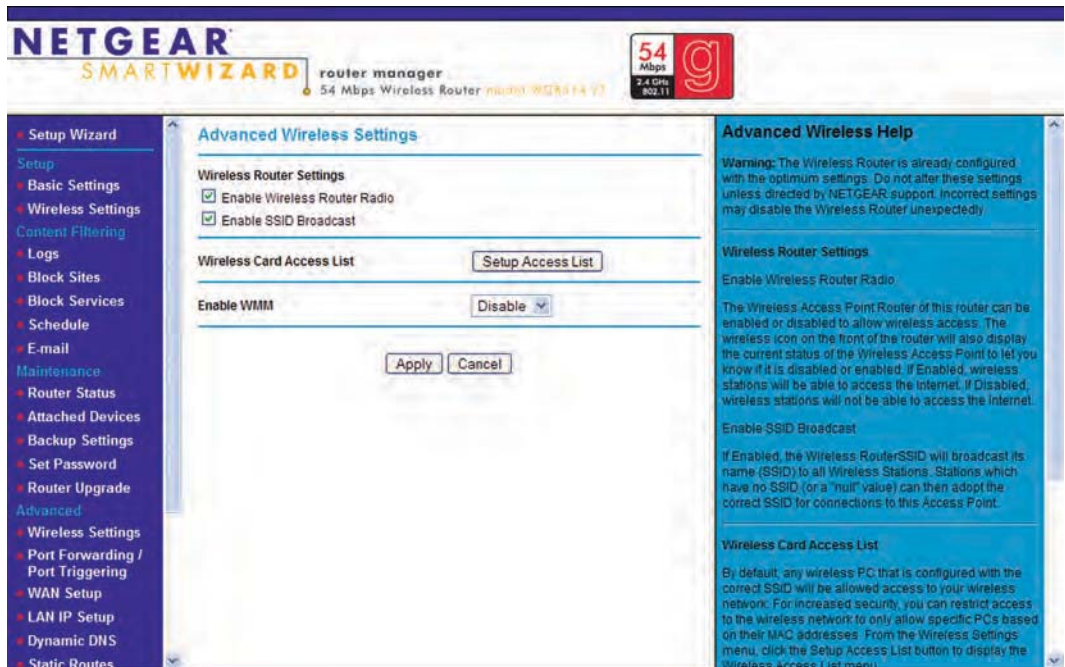 NETGEAR
SMARTWIZARD
router manager
54 Mbps Wireless Router model WGR614 v7
54
Mbps
2.4 GHz
802.11
g
Setup Wizard
Setup
Basic Settings
Wireless Settings
Content Filtering
Logs
Block Sites
Block Services
Schedule
E-mail
Maintenance
Router Status
Attached Devices
Backup Settings
Set Password
Router Upgrade
Advanced
Wireless Settings
Port Forwarding /
Port Triggering
WAN Setup
LAN IP Setup
Dynamic DNS
Static Routes
Advanced Wireless Settings
Wireless Router Settings
Enable Wireless Router Radio
Enable SSID Broadcast
Wireless Card Access List
Setup Access List
Enable WMM
Disable
Apply
Cancel
Advanced Wireless Help
Warning: The Wireless Router is already configured
with the optimum settings. Do not alter these settings
unless directed by NETGEAR support. Incorrect settings
may disable the Wireless Router unexpectedly.
Wireless Router Settings
Enable Wireless Router Radio
The Wireless Access Point Router of this router can be
enabled or disabled to allow wireless access. The
wireless icon on the front of the router will also display
the current status of the Wireless Access Point to let you
know if it is disabled or enabled. If Enabled, wireless
stations will be able to access the Internet. If Disabled,
wireless stations will not be able to access the Internet.
Enable SSID Broadcast
If Enabled, the Wireless RouterSSID will broadcast its
name (SSID) to all Wireless Stations. Stations which
have no SSID (or a "null" value) can then adopt the
correct SSID for connections to this Access Point.
Wireless Card Access List
By default, any wireless PC that is configured with the
correct SSID will be allowed access to your wireless
network. For increased security, you can restrict access
to the wireless network to only allow specific PCs based
on their MAC addresses. From the Wireless Settings
menu, click the Setup Access List button to display the
Wireless Access List menu.